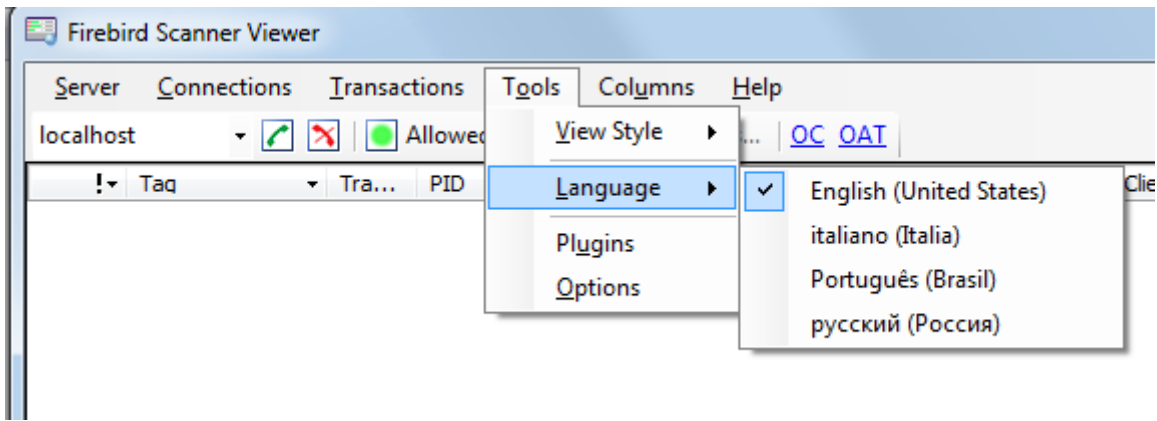 Firebird Scanner Viewer
Server Connections Transactions Tools Columns Help
localhost Allowed OC OAT
!▾ Tag Tra... PID Clie
View Style
Language
Plugins
Options
English (United States)
italiano (Italia)
Português (Brasil)
русский (Россия)